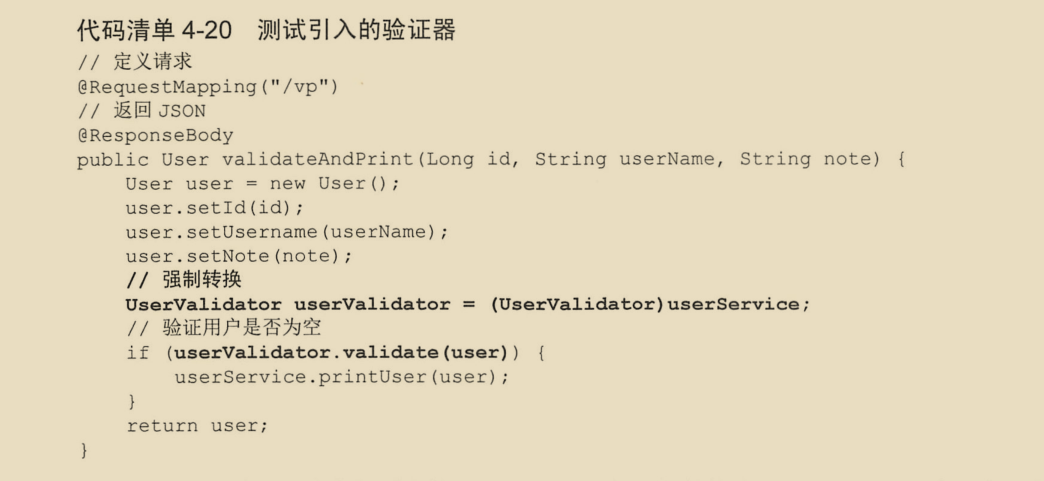 代码清单 4-20 测试引入的验证器
// 定义请求
@RequestMapping("/vp")
// 返回 JSON
@ResponseBody
public User validateAndPrint(Long id, String userName, String note) {
    User user = new User();
    user.setId(id);
    user.setUsername(userName);
    user.setNote(note);
    // 强制转换
    UserValidator userValidator = (UserValidator)userService;
    // 验证用户是否为空
    if (userValidator.validate(user)) {
        userService.printUser(user);
    }
    return user;
}